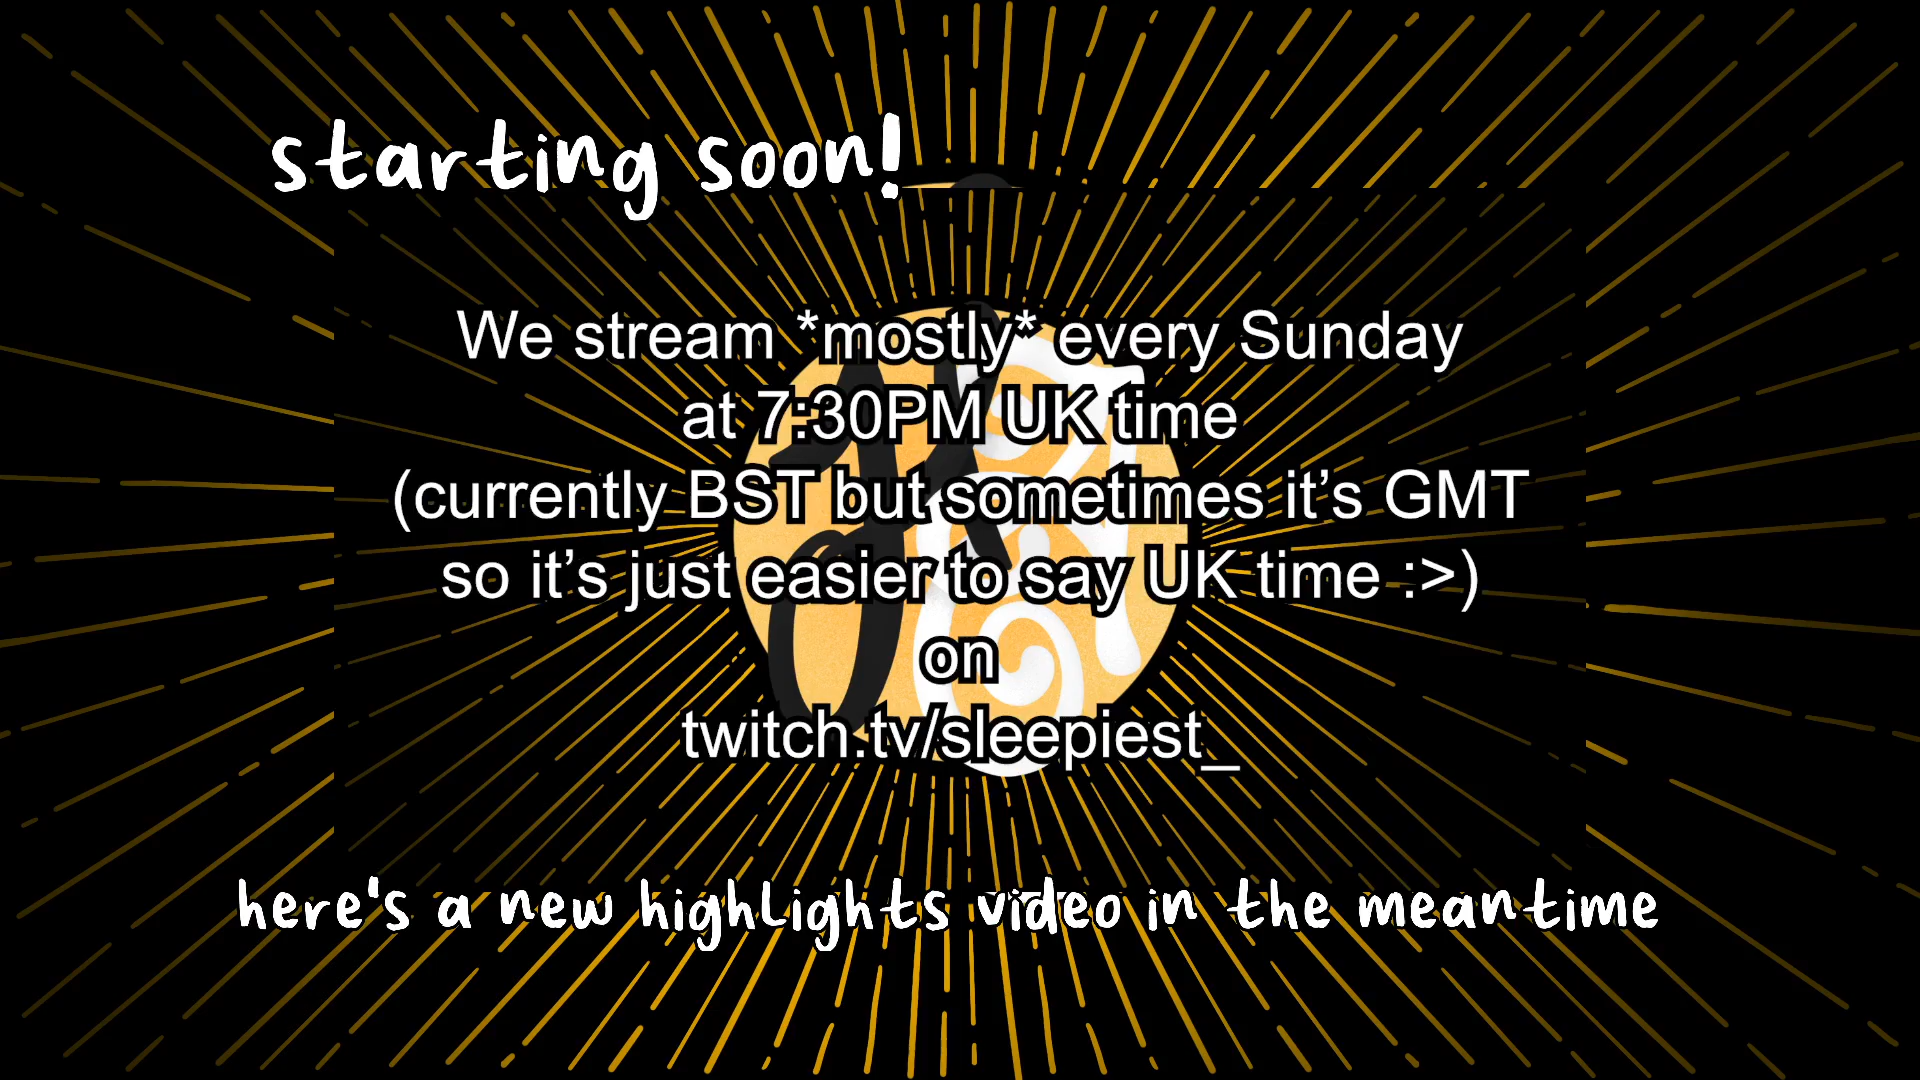 starting soon!
We stream *mostly* every Sunday
at 7:30PM UK time
(currently BST but sometimes it’s GMT
so it’s just easier to say UK time :>)
on
twitch.tv/sleepiest_
here's a new highlights video in the meantime